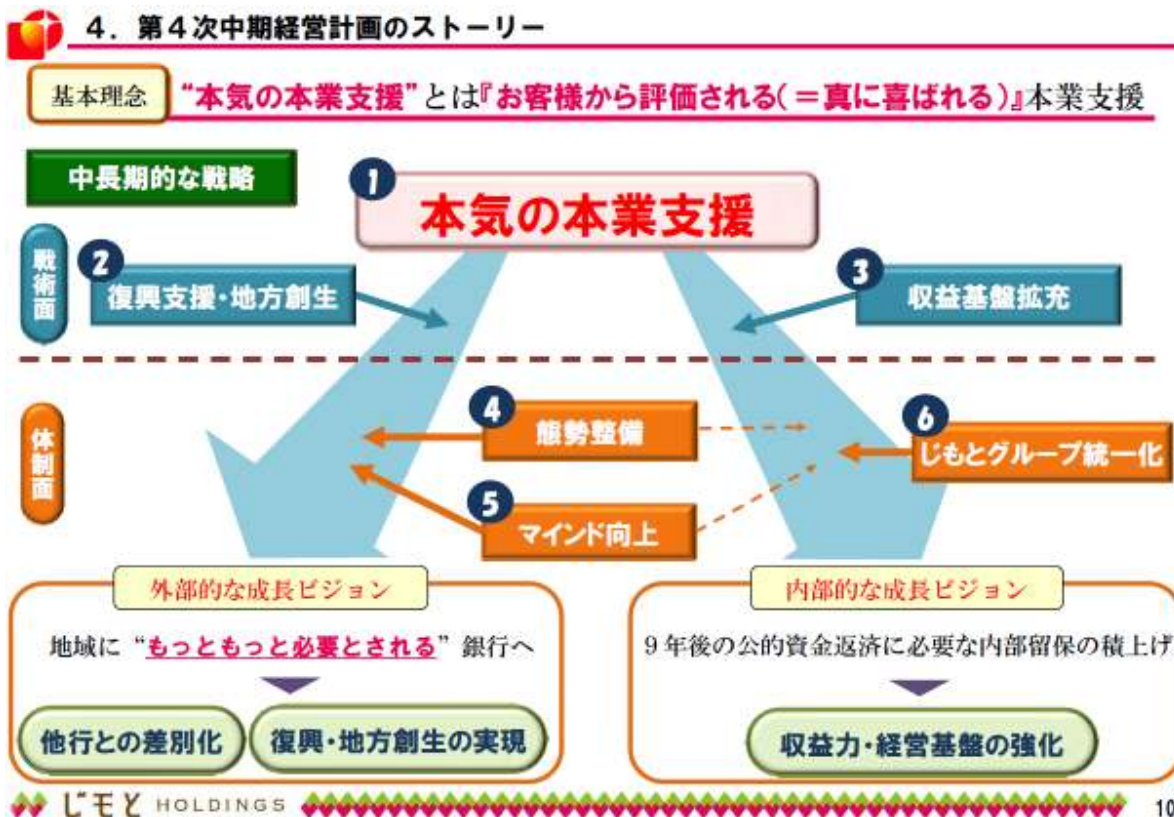 4．第4次中期経営計画のストーリー
基本理念
“本気の本業支援”とは『お客様から評価される（＝真に喜ばれる）』本業支援
中長期的な戦略
1
本気の本業支援
戦術面
2
復興支援・地方創生
3
収益基盤拡充
体制面
4
態勢整備
5
マインド向上
6
じもとグループ統一化
外部的な成長ビジョン
地域に“もっともっと必要とされる”銀行へ
他行との差別化
復興・地方創生の実現
内部的な成長ビジョン
9年後の公的資金返済に必要な内部留保の積上げ
収益力・経営基盤の強化
じモと HOLDINGS
10